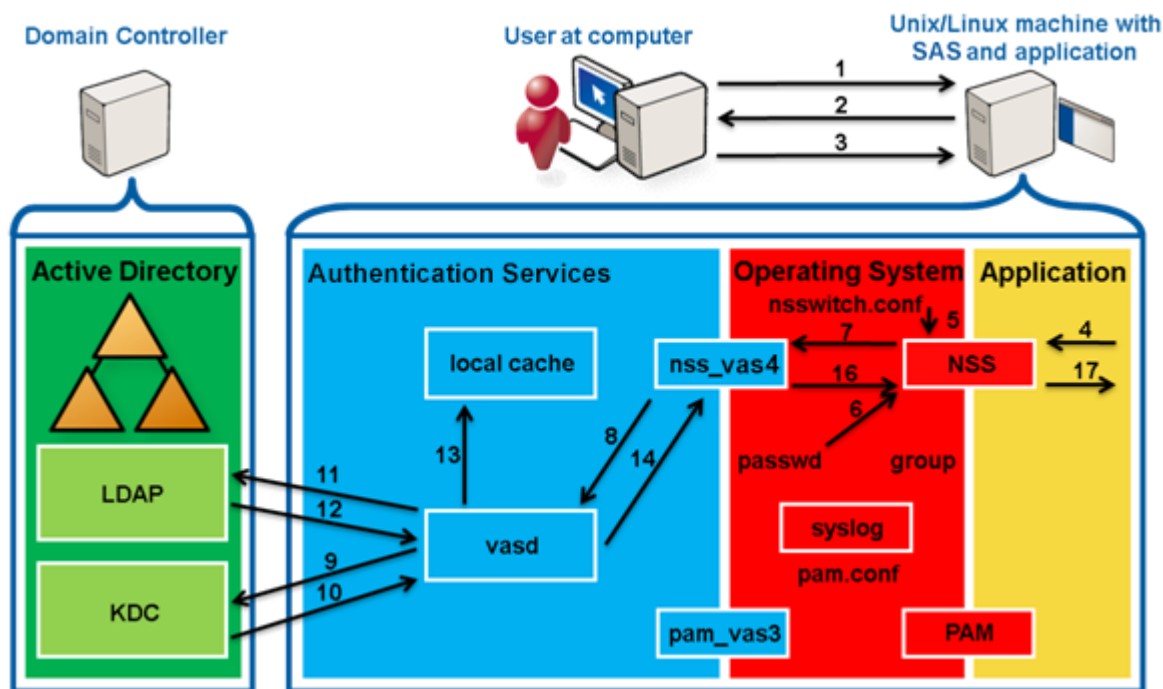 Domain Controller
User at computer
Unix/Linux machine with
SAS and application
1
2
3
Active Directory
LDAP
KDC
Authentication Services
local cache
nss_vas4
8
13
14
11
12
9
10
vasd
pam_vas3
Operating System
nsswitch.conf
5
7
16
6
NSS
passwd
group
syslog
pam.conf
PAM
Application
4
17